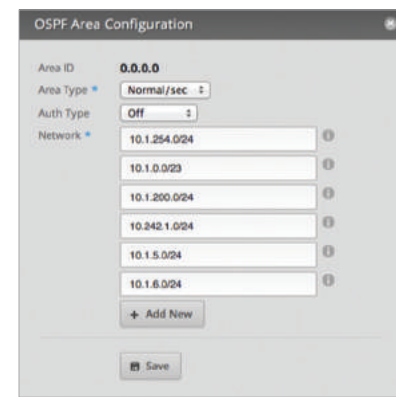 OSPF Area Configuration
Area ID 0.0.0.0
Area Type * Normal/sec
Auth Type Off
Network * 10.1.254.0/24
10.1.0.0/23
10.1.200.0/24
10.242.1.0/24
10.1.5.0/24
10.1.6.0/24
+ Add New
Save